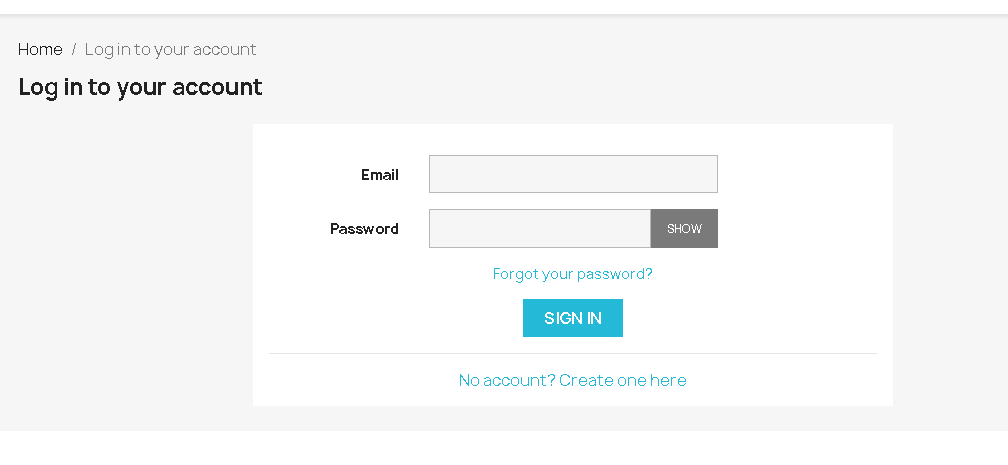 Home / Log in to your account
Log in to your account
Email
Password SHOW
Forgot your password?
SIGN IN
No account? Create one here